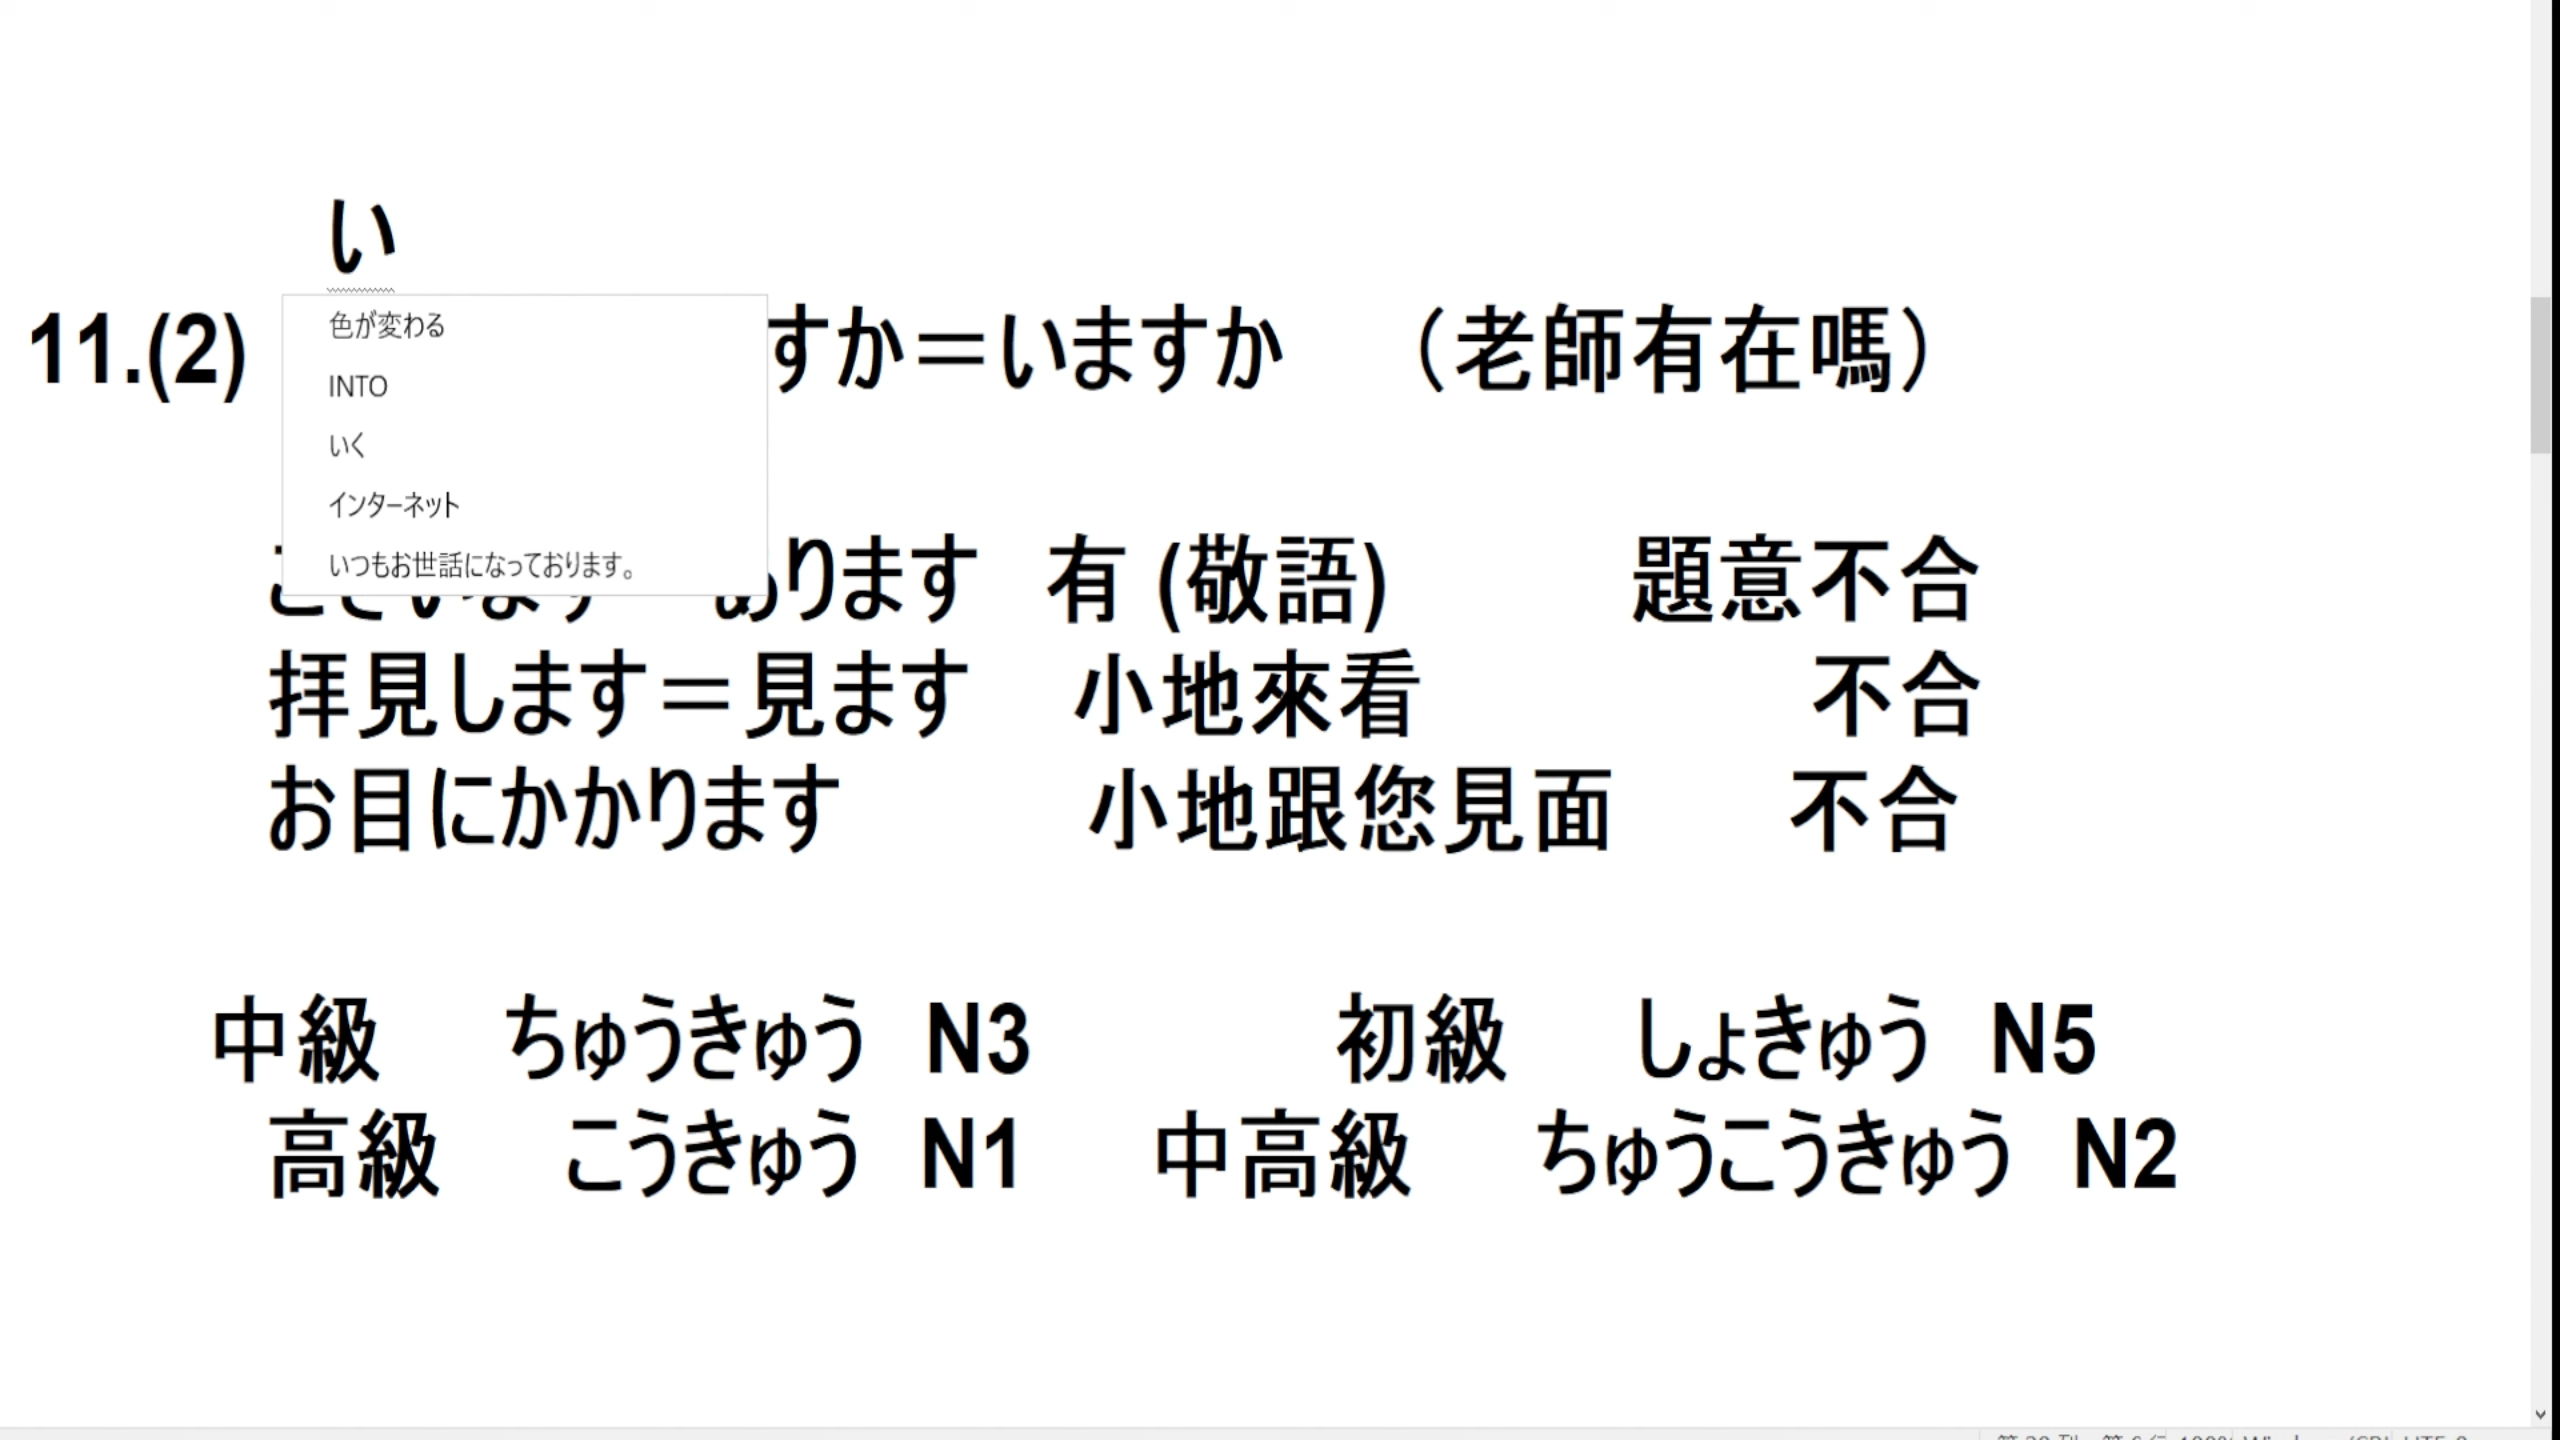 い
11.(2) すか＝いますか （老師有在嗎）
色が変わる
INTO
いく
インターネット
いつもお世話になっております。
ございます あります 有 (敬語) 題意不合
拝見します＝見ます 小地來看 不合
お目にかかります 小地跟您見面 不合
中級 ちゅうきゅう N3 初級 しょきゅう N5
高級 こうきゅう N1 中高級 ちゅうこうきゅう N2